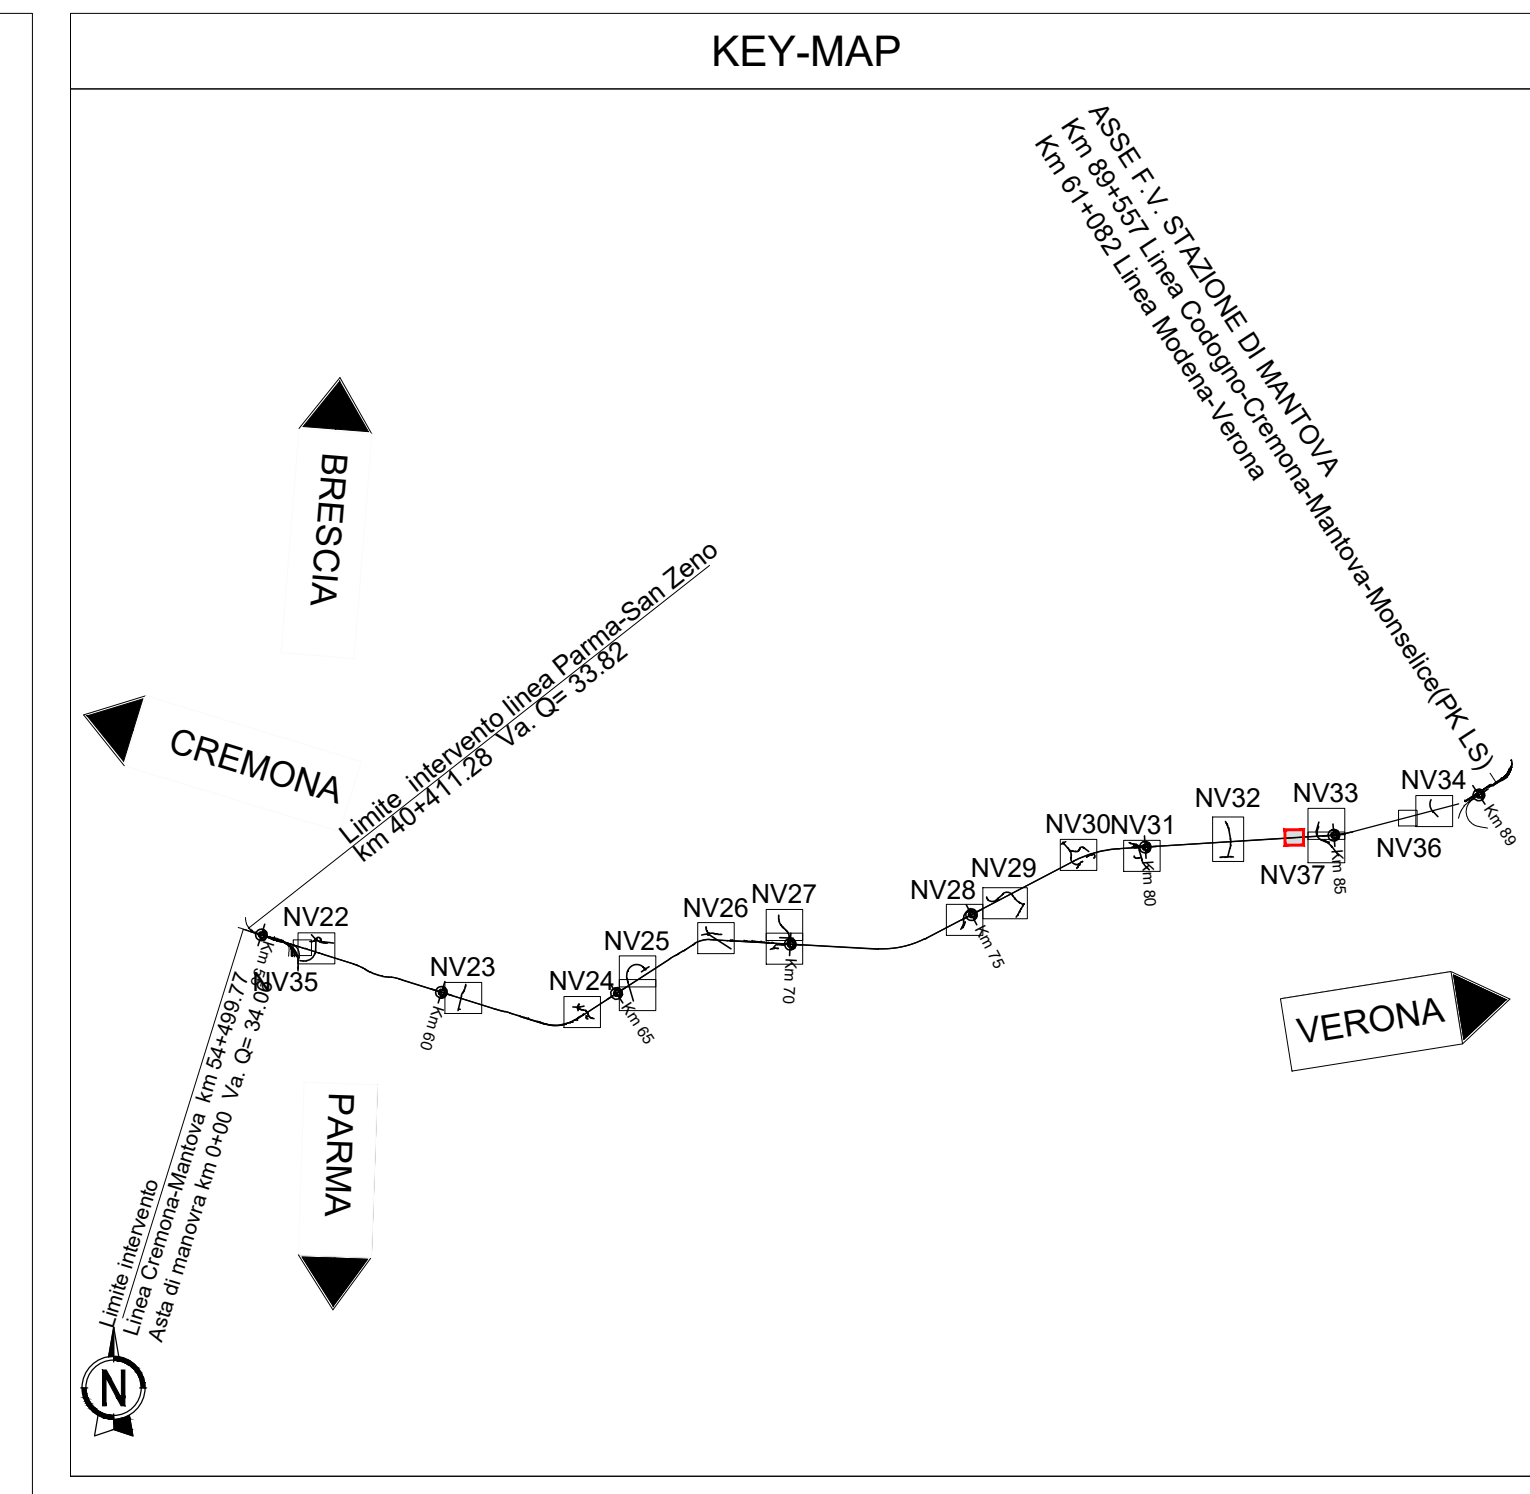 KEY-MAP
ASSE F.V. STAZIONE DI MANTOVA
Km 89+557 Linea Codogno-Cremona-Mantova-Monselice(PK LS)
Km 61+082 Linea Modena-Verona
BRESCIA
CREMONA
Limite intervento linea Parma-San Zeno
km 40+411.28 Va. Q= 33.82
NV34
NV33
NV32
NV30
NV31
NV36
NV37
Km 89
Km 85
Km 80
NV29
NV28
Km 75
NV27
NV26
Km 70
NV25
NV24
Km 65
NV22
NV35
NV23
Km 60
VERONA
PARMA
Limite intervento
Linea Cremona-Mantova km 54+499.77
Asta di manovra km 0+00 Va. Q=
N